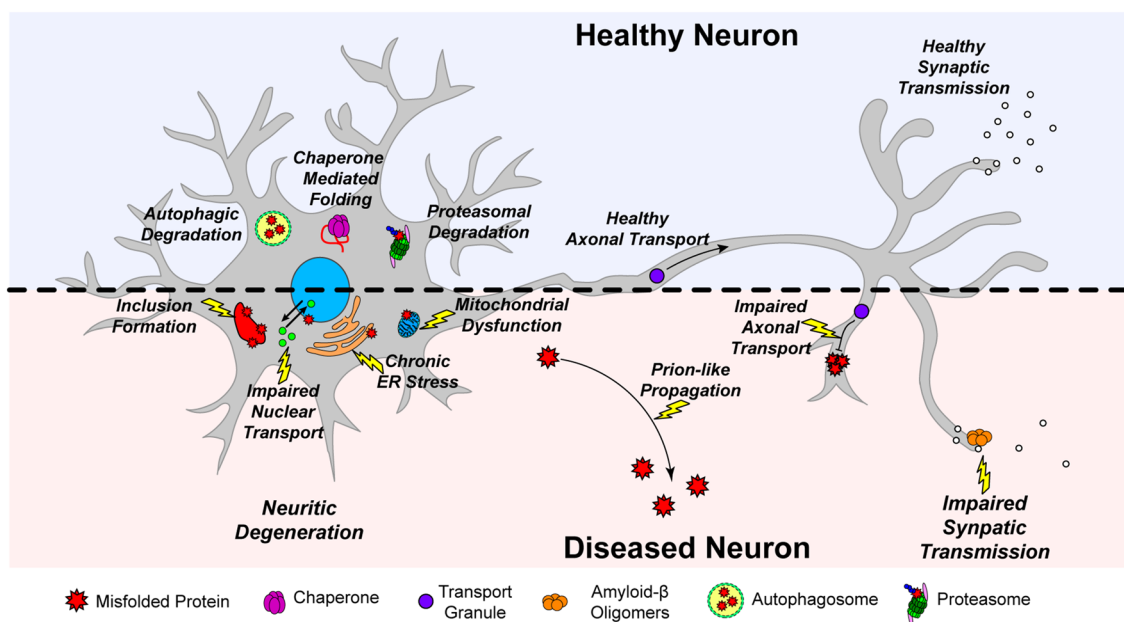 Healthy Neuron
Healthy
Synaptic
Transmission
Chaperone
Mediated
Folding
Autophagic
Degradation
Proteasomal
Degradation
Healthy
Axonal Transport
Inclusion
Formation
Mitochondrial
Dysfunction
Chronic
ER Stress
Impaired
Nuclear
Transport
Impaired
Axonal
Transport
Prion-like
Propagation
Neuritic
Degeneration
Impaired
Synpatic
Transmission
Diseased Neuron
Misfolded Protein
Chaperone
Transport
Granule
Amyloid-β
Oligomers
Autophagosome
Proteasome